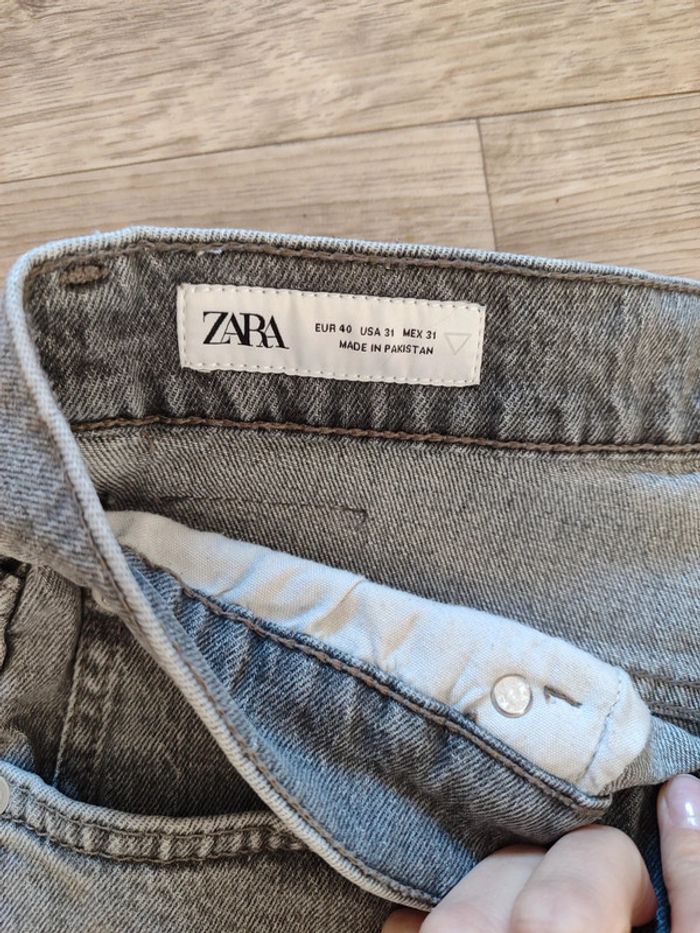 ZARA
EUR 40 USA 31 MEX 31
MADE IN PAKISTAN